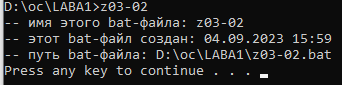 D:\oc\LABA1>z03-02
-- имя этого bat-файла: z03-02
-- этот bat-файл создан: 04.09.2023 15:59
-- путь bat-файла: D:\oc\LABA1\z03-02.bat
Press any key to continue . . .